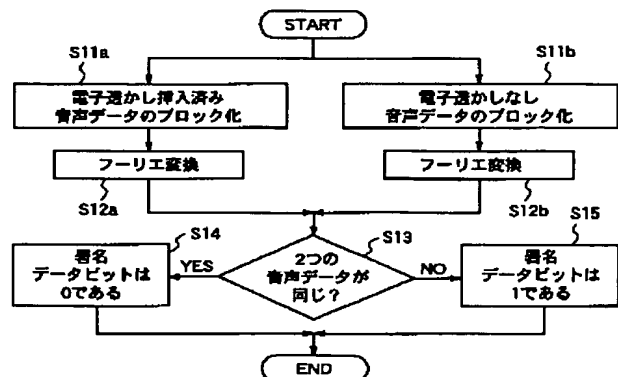 START
S11a
S11b
電子透かし挿入済み
音声データのブロック化
電子透かしなし
音声データのブロック化
フーリエ変換
フーリエ変換
S12a
S12b
S13
S14
S15
署名
データビットは
0である
YES
2つの
音声データが
同じ?
NO
署名
データビットは
1である
END